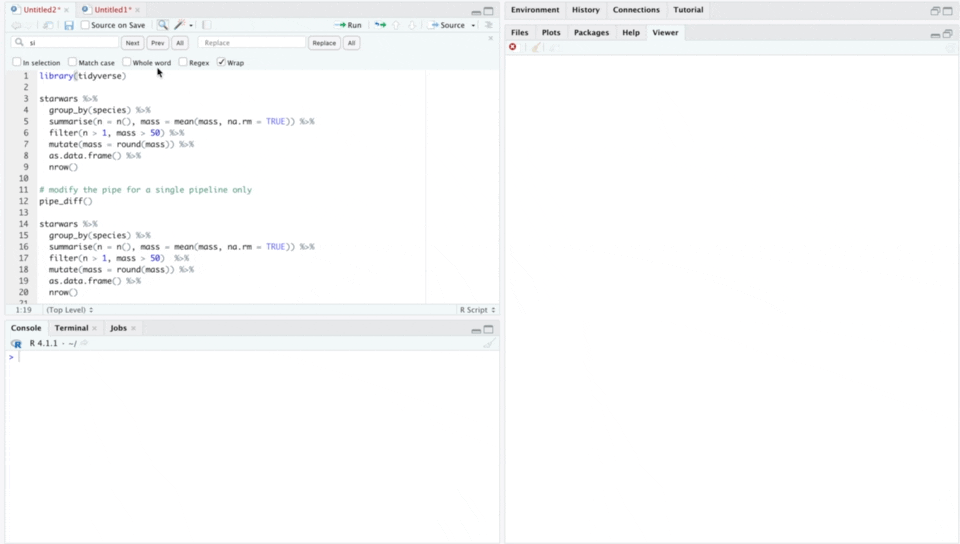 Untitled2* × Untitled1* ×
Source on Save Run Source
si Next Prev All Replace Replace All
In selection Match case Whole word Regex Wrap
1 library(tidyverse)
2
3 starwars %>%
4 group_by(species) %>%
5 summarise(n = n(), mass = mean(mass, na.rm = TRUE)) %>%
6 filter(n > 1, mass > 50) %>%
7 mutate(mass = round(mass)) %>%
8 as.data.frame() %>%
9 nrow()
10
11 # modify the pipe for a single pipeline only
12 pipe_diff()
13
14 starwars %>%
15 group_by(species) %>%
16 summarise(n = n(), mass = mean(mass, na.rm = TRUE)) %>%
17 filter(n > 1, mass > 50)  %>%
18 mutate(mass = round(mass)) %>%
19 as.data.frame() %>%
20 nrow()
21
1:19 (Top Level) R Script
Console Terminal × Jobs ×
R 4.1.1 · ~/
>
Environment History Connections Tutorial
Files Plots Packages Help Viewer